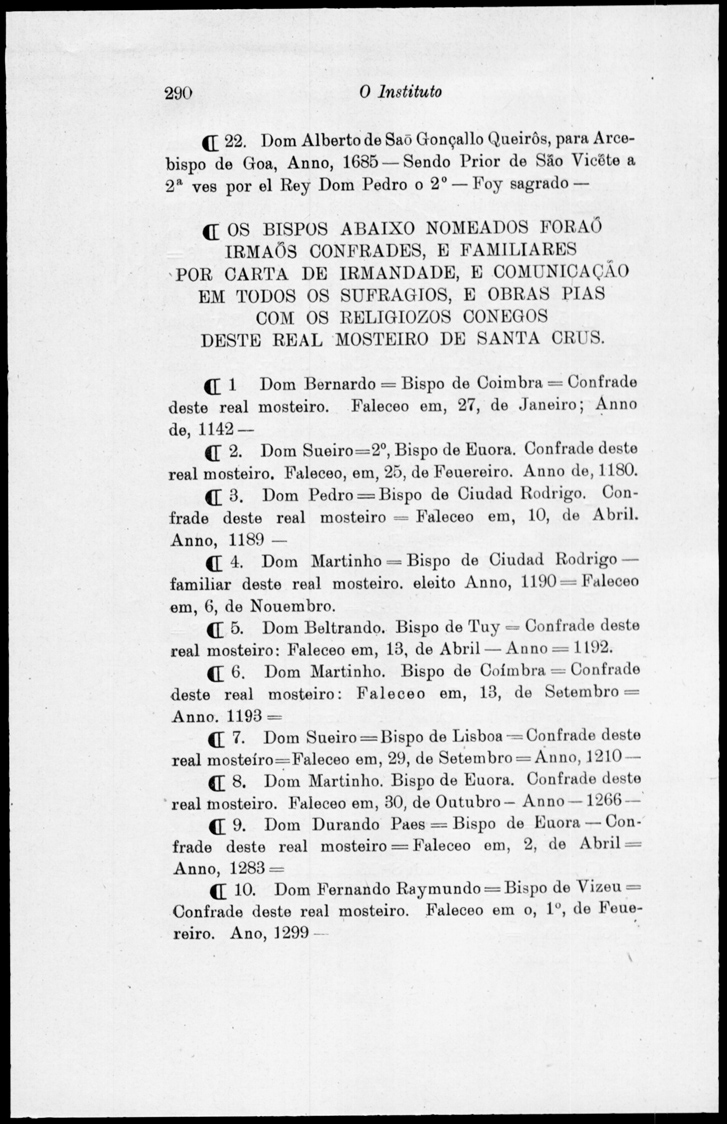 290 O Instituto
⁋ 22. Dom Alberto de Saõ Gonçallo Queirôs, para Arce-
bispo de Goa, Anno, 1685 — Sendo Prior de São Vicẽte a
2ª ves por el Rey Dom Pedro o 2º — Foy sagrado —
⁋ OS BISPOS ABAIXO NOMEADOS FORAÕ
IRMAÕS CONFRADES, E FAMILIARES
POR CARTA DE IRMANDADE, E COMUNICAÇÃO
EM TODOS OS SUFRAGIOS, E OBRAS PIAS
COM OS RELIGIOZOS CONEGOS
DESTE REAL MOSTEIRO DE SANTA CRUS.
⁋ 1 Dom Bernardo = Bispo de Coimbra = Confrade
deste real mosteiro. Faleceo em, 27, de Janeiro; Anno
de, 1142 —
⁋ 2. Dom Sueiro=2º, Bispo de Euora. Confrade deste
real mosteiro. Faleceo, em, 25, de Feuereiro. Anno de, 1180.
⁋ 3. Dom Pedro = Bispo de Ciudad Rodrigo. Con-
frade deste real mosteiro = Faleceo em, 10, de Abril.
Anno, 1189 —
⁋ 4. Dom Martinho = Bispo de Ciudad Rodrigo —
familiar deste real mosteiro. eleito Anno, 1190 = Faleceo
em, 6, de Nouembro.
⁋ 5. Dom Beltrando. Bispo de Tuy = Confrade deste
real mosteiro: Faleceo em, 13, de Abril — Anno = 1192.
⁋ 6. Dom Martinho. Bispo de Coímbra = Confrade
deste real mosteiro: Faleceo em, 13, de Setembro =
Anno. 1193 =
⁋ 7. Dom Sueiro = Bispo de Lisboa = Confrade deste
real mosteíro=Faleceo em, 29, de Setembro = Anno, 1210 —
⁋ 8. Dom Martinho. Bispo de Euora. Confrade deste
real mosteiro. Faleceo em, 30, de Outubro – Anno — 1266 —
⁋ 9. Dom Durando Paes = Bispo de Euora — Con-
frade deste real mosteiro = Faleceo em, 2, de Abril =
Anno, 1283 =
⁋ 10. Dom Fernando Raymundo = Bispo de Vizeu =
Confrade deste real mosteiro. Faleceo em o, 1º, de Feue-
reiro. Ano, 1299 —